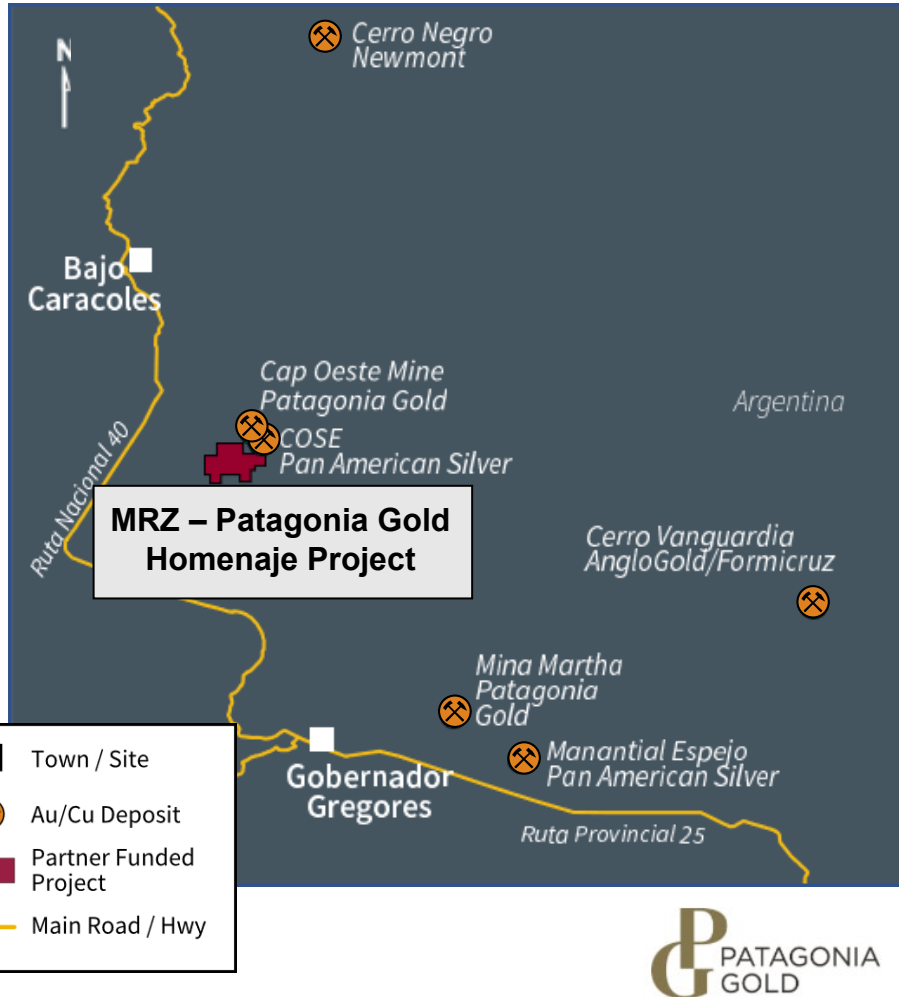 Cerro Negro
Newmont
N
Bajo
Caracoles
Cap Oeste Mine
Patagonia Gold
Argentina
COSE
Pan American Silver
Ruta Nacional 40
MRZ – Patagonia Gold
Homenaje Project
Cerro Vanguardia
AngloGold/Formicruz
Mina Martha
Patagonia
Gold
Manantial Espejo
Pan American Silver
Gobernador
Gregores
Ruta Provincial 25
Town / Site
Au/Cu Deposit
Partner Funded
Project
Main Road / Hwy
PG
PATAGONIA
GOLD